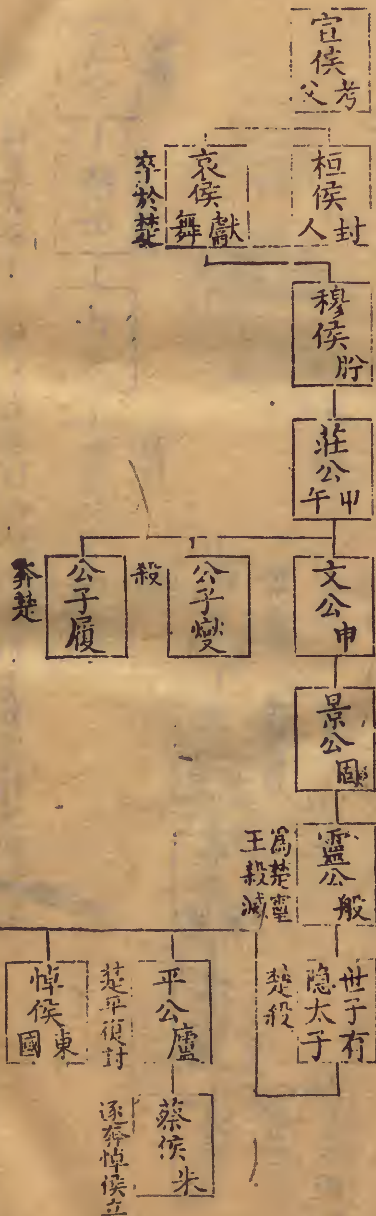 宣侯考父
桓侯封人
哀侯獻舞
卒於楚
穆侯肸
莊公甲午
文公申
公子燮
殺
公子履
奔楚
景公固
靈公般
爲楚靈王殺滅
世子有隐太子
楚殺
平公廬
楚平復封
悼侯東國
蔡侯朱
逐奔悼侯立